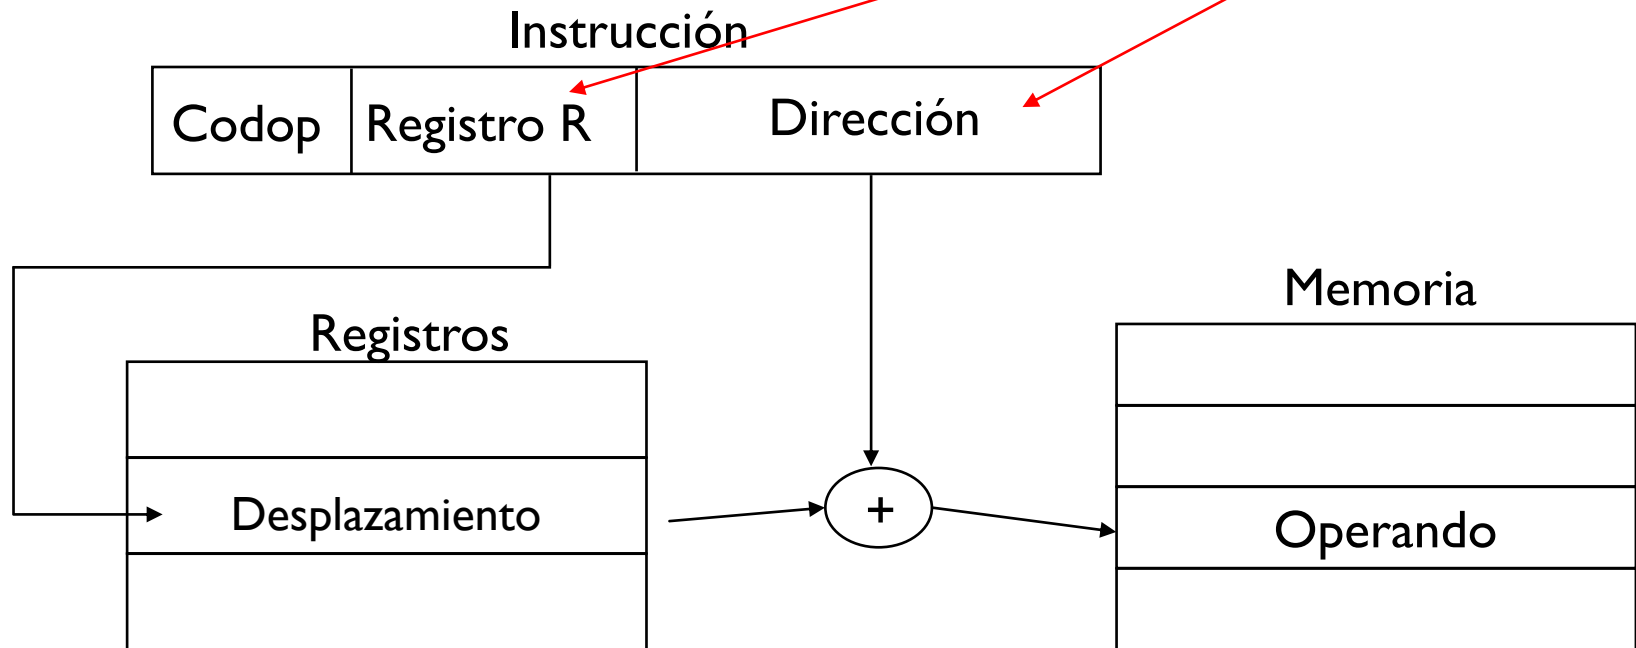 Instrucción
Codop
Registro R
Dirección
Memoria
Registros
Desplazamiento
+
Operando